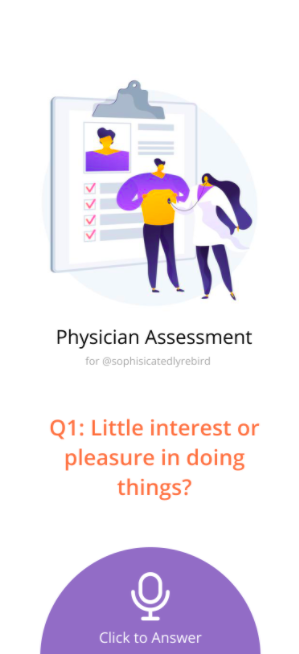 Physician Assessment
for @sophisicatedlyrebird
Q1: Little interest or
pleasure in doing
things?
Click to Answer